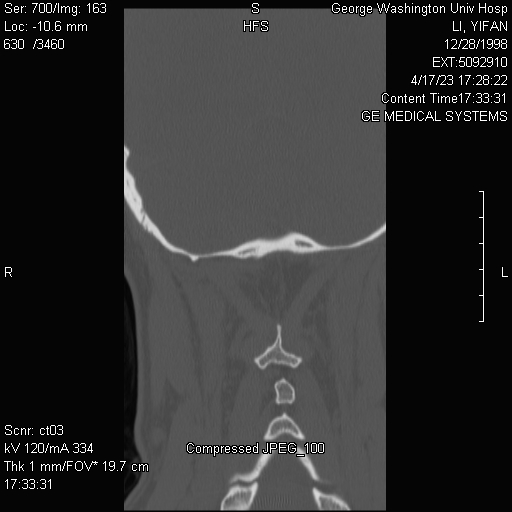 Ser: 700/Img: 163
Loc: -10.6 mm
630 /3460
S
HFS
George Washington Univ Hosp
LI, YIFAN
12/28/1998
EXT:5092910
4/17/23 17:28:22
Content Time17:33:31
GE MEDICAL SYSTEMS
R
L
Scnr: ct03
kV 120/mA 334
Thk 1 mm/FOV* 19.7 cm
17:33:31
Compressed JPEG_100